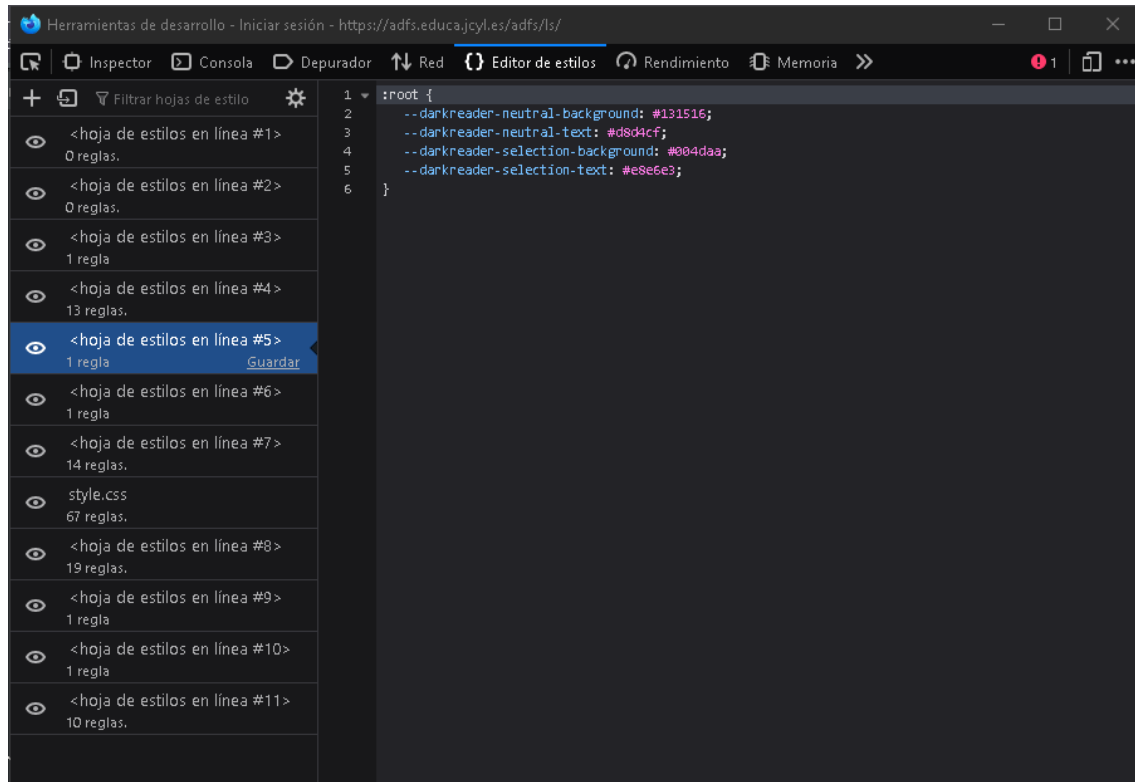 Herramientas de desarrollo - Iniciar sesión - https://adfs.educa.jcyl.es/adfs/ls/
Inspector Consola Depurador Red Editor de estilos Rendimiento Memoria 1
Filtrar hojas de estilo
<hoja de estilos en línea #1>
0 reglas.
<hoja de estilos en línea #2>
0 reglas.
<hoja de estilos en línea #3>
1 regla
<hoja de estilos en línea #4>
13 reglas.
<hoja de estilos en línea #5>
1 regla Guardar
<hoja de estilos en línea #6>
1 regla
<hoja de estilos en línea #7>
14 reglas.
style.css
67 reglas.
<hoja de estilos en línea #8>
19 reglas.
<hoja de estilos en línea #9>
1 regla
<hoja de estilos en línea #10>
1 regla
<hoja de estilos en línea #11>
10 reglas.
1 :root {
2 --darkreader-neutral-background: #131516;
3 --darkreader-neutral-text: #d8d4cf;
4 --darkreader-selection-background: #004daa;
5 --darkreader-selection-text: #e8e6e3;
6 }